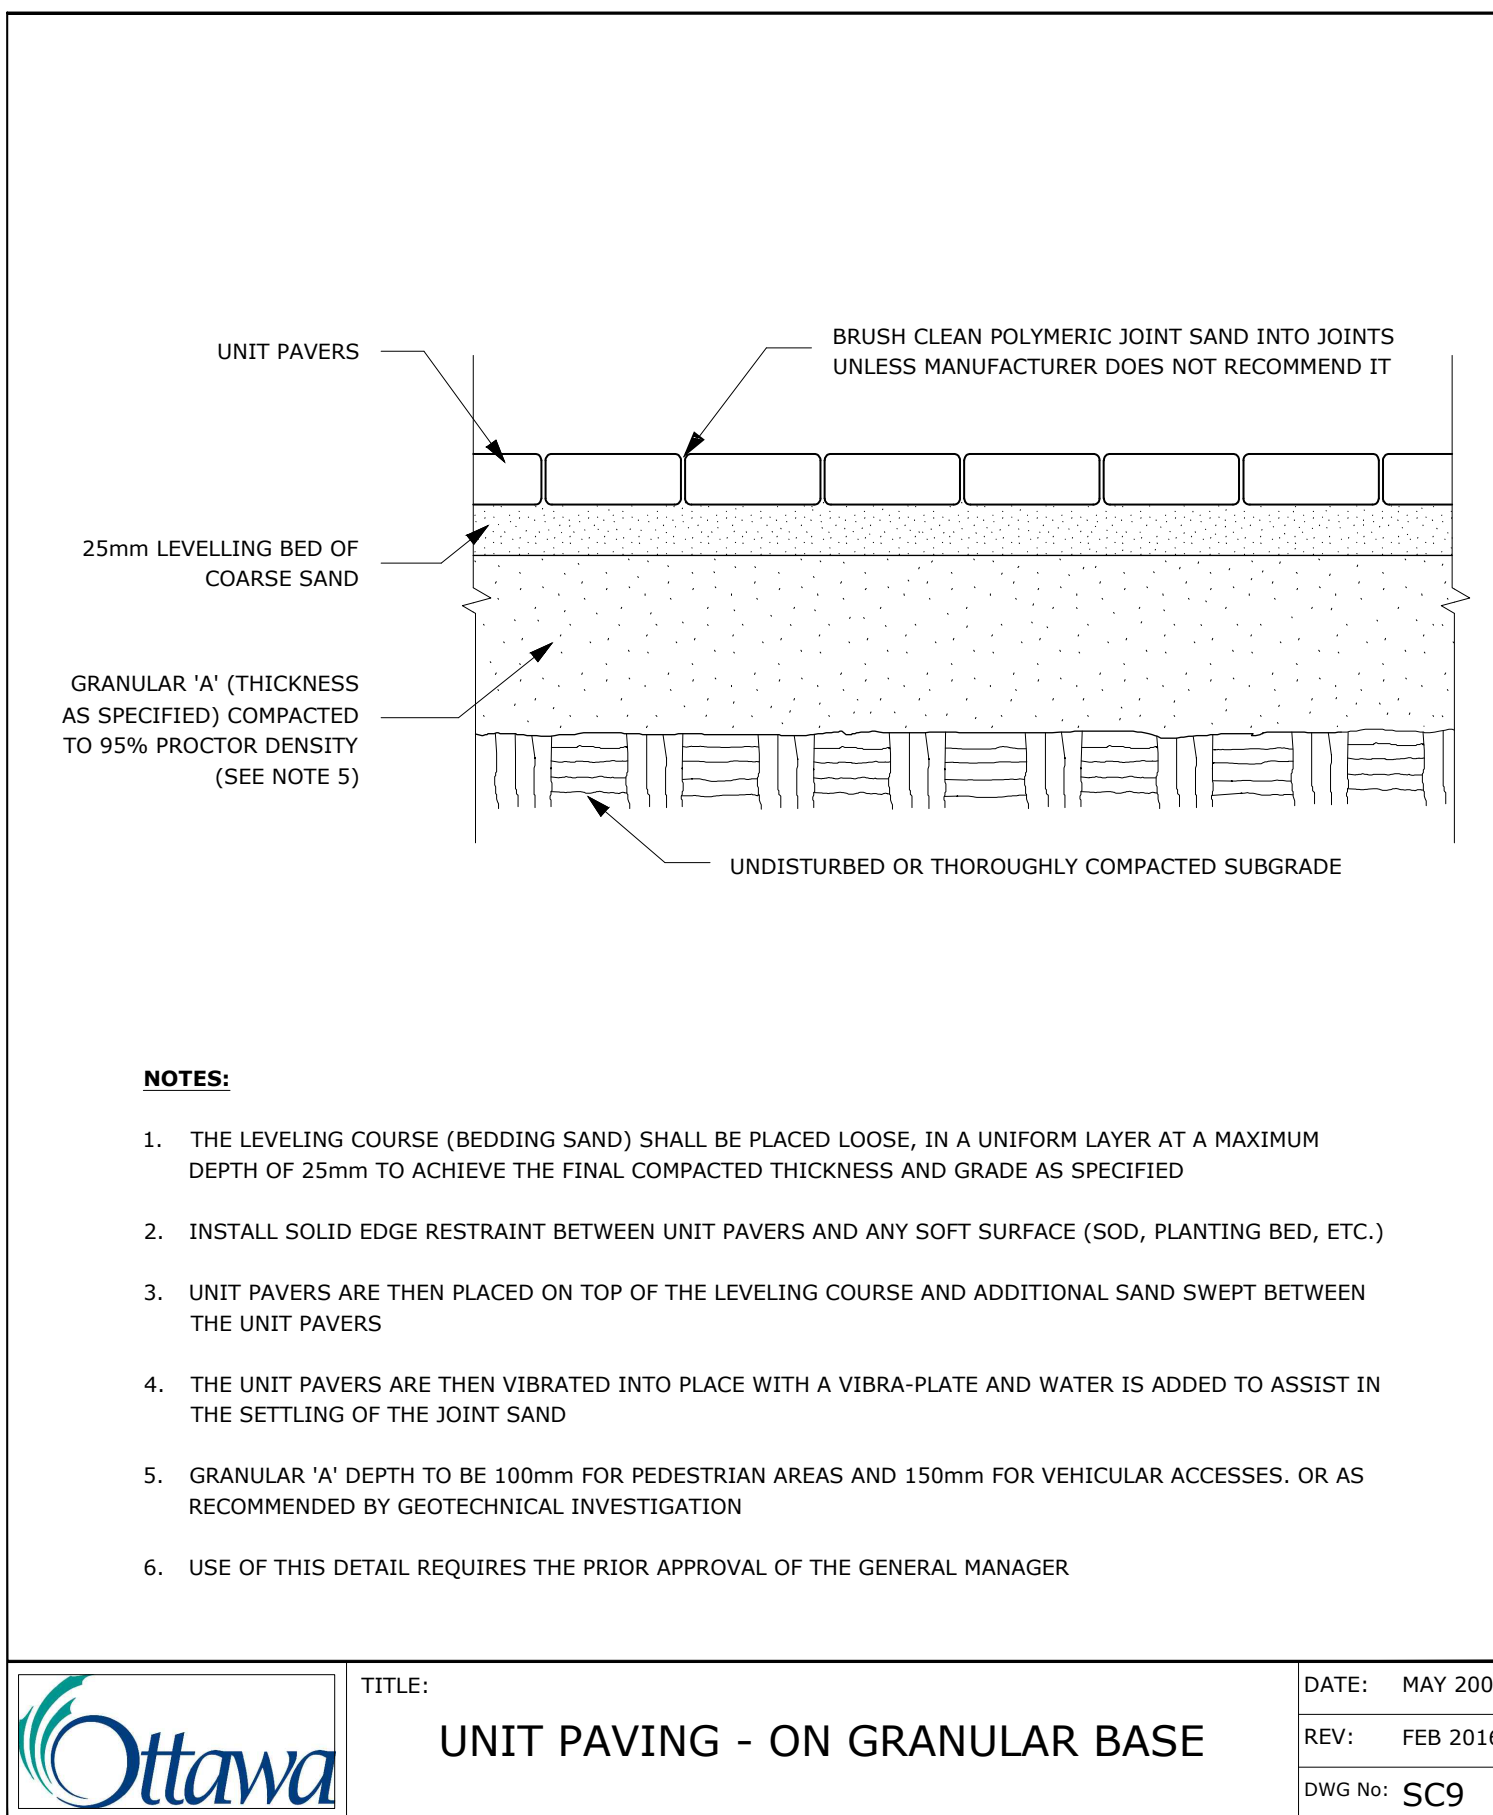 UNIT PAVERS
BRUSH CLEAN POLYMERIC JOINT SAND INTO JOINTS
UNLESS MANUFACTURER DOES NOT RECOMMEND IT
25mm LEVELLING BED OF
COARSE SAND
GRANULAR 'A' (THICKNESS
AS SPECIFIED) COMPACTED
TO 95% PROCTOR DENSITY
(SEE NOTE 5)
UNDISTURBED OR THOROUGHLY COMPACTED SUBGRADE
NOTES:
1. THE LEVELING COURSE (BEDDING SAND) SHALL BE PLACED LOOSE, IN A UNIFORM LAYER AT A MAXIMUM
DEPTH OF 25mm TO ACHIEVE THE FINAL COMPACTED THICKNESS AND GRADE AS SPECIFIED
2. INSTALL SOLID EDGE RESTRAINT BETWEEN UNIT PAVERS AND ANY SOFT SURFACE (SOD, PLANTING BED, ETC.)
3. UNIT PAVERS ARE THEN PLACED ON TOP OF THE LEVELING COURSE AND ADDITIONAL SAND SWEPT BETWEEN
THE UNIT PAVERS
4. THE UNIT PAVERS ARE THEN VIBRATED INTO PLACE WITH A VIBRA-PLATE AND WATER IS ADDED TO ASSIST IN
THE SETTLING OF THE JOINT SAND
5. GRANULAR 'A' DEPTH TO BE 100mm FOR PEDESTRIAN AREAS AND 150mm FOR VEHICULAR ACCESSES. OR AS
RECOMMENDED BY GEOTECHNICAL INVESTIGATION
6. USE OF THIS DETAIL REQUIRES THE PRIOR APPROVAL OF THE GENERAL MANAGER
Ottawa
TITLE:
UNIT PAVING - ON GRANULAR BASE
DATE: MAY 200
REV: FEB 2016
DWG No: SC9